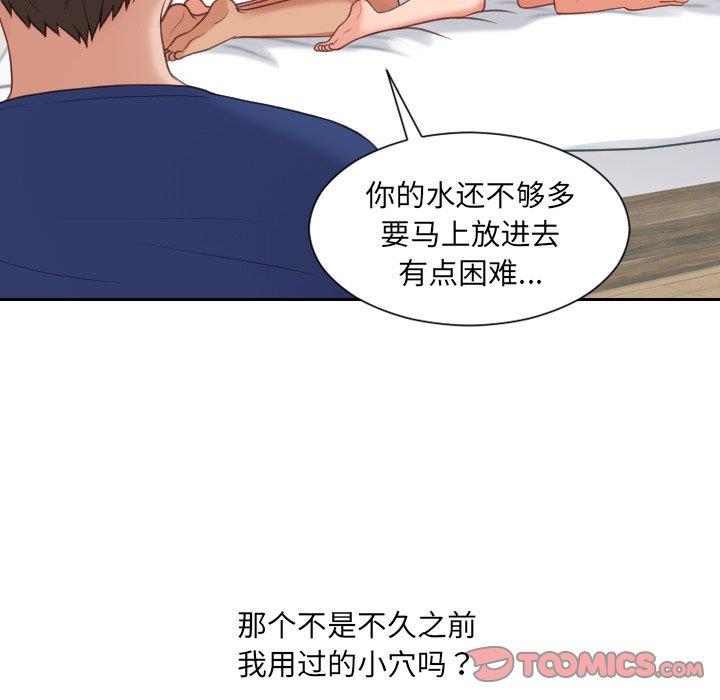 你的水还不够多
要马上放进去
有点困难...
那个不是不久之前
我用过的小穴吗？
TOOMICS.COM